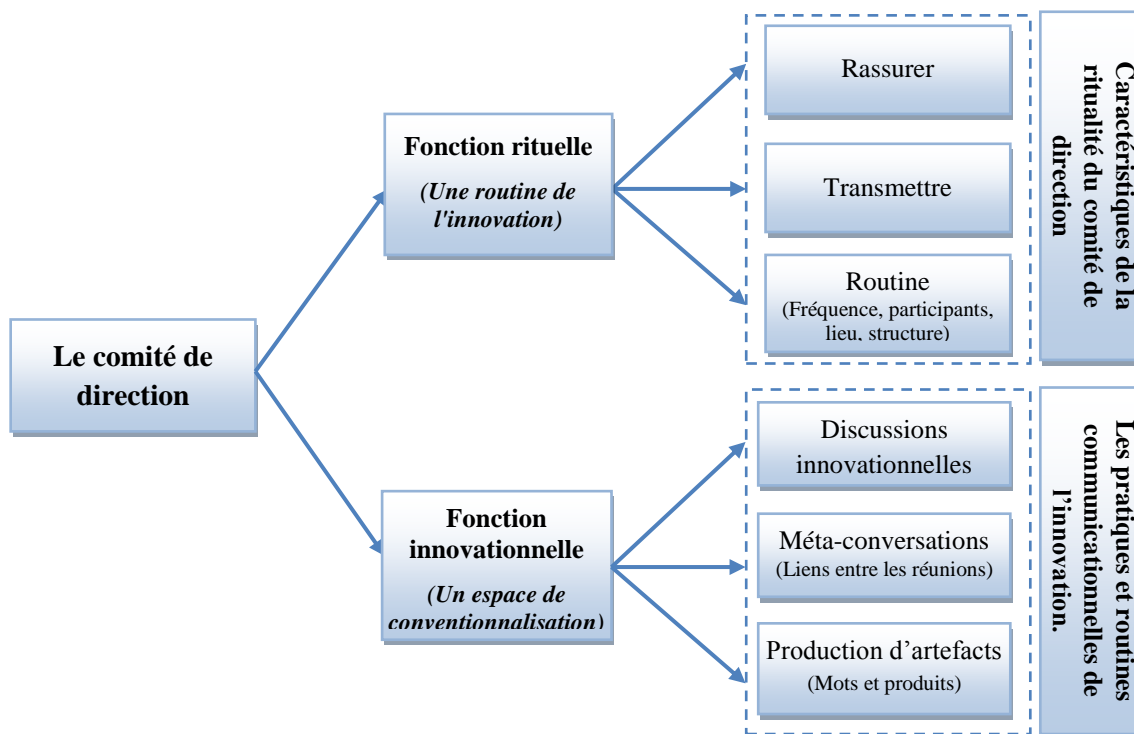 Le comité de
direction
Fonction rituelle
(Une routine de
l'innovation)
Rassurer
Transmettre
Routine
(Fréquence, participants,
lieu, structure)
Caractéristiques de la
ritualité du comité de
direction
Fonction
innovationnelle
(Un espace de
conventionnalisation)
Discussions
innovationnelles
Méta-conversations
(Liens entre les réunions)
Production d’artefacts
(Mots et produits)
Les pratiques et routines
communicationnelles de
l’innovation.